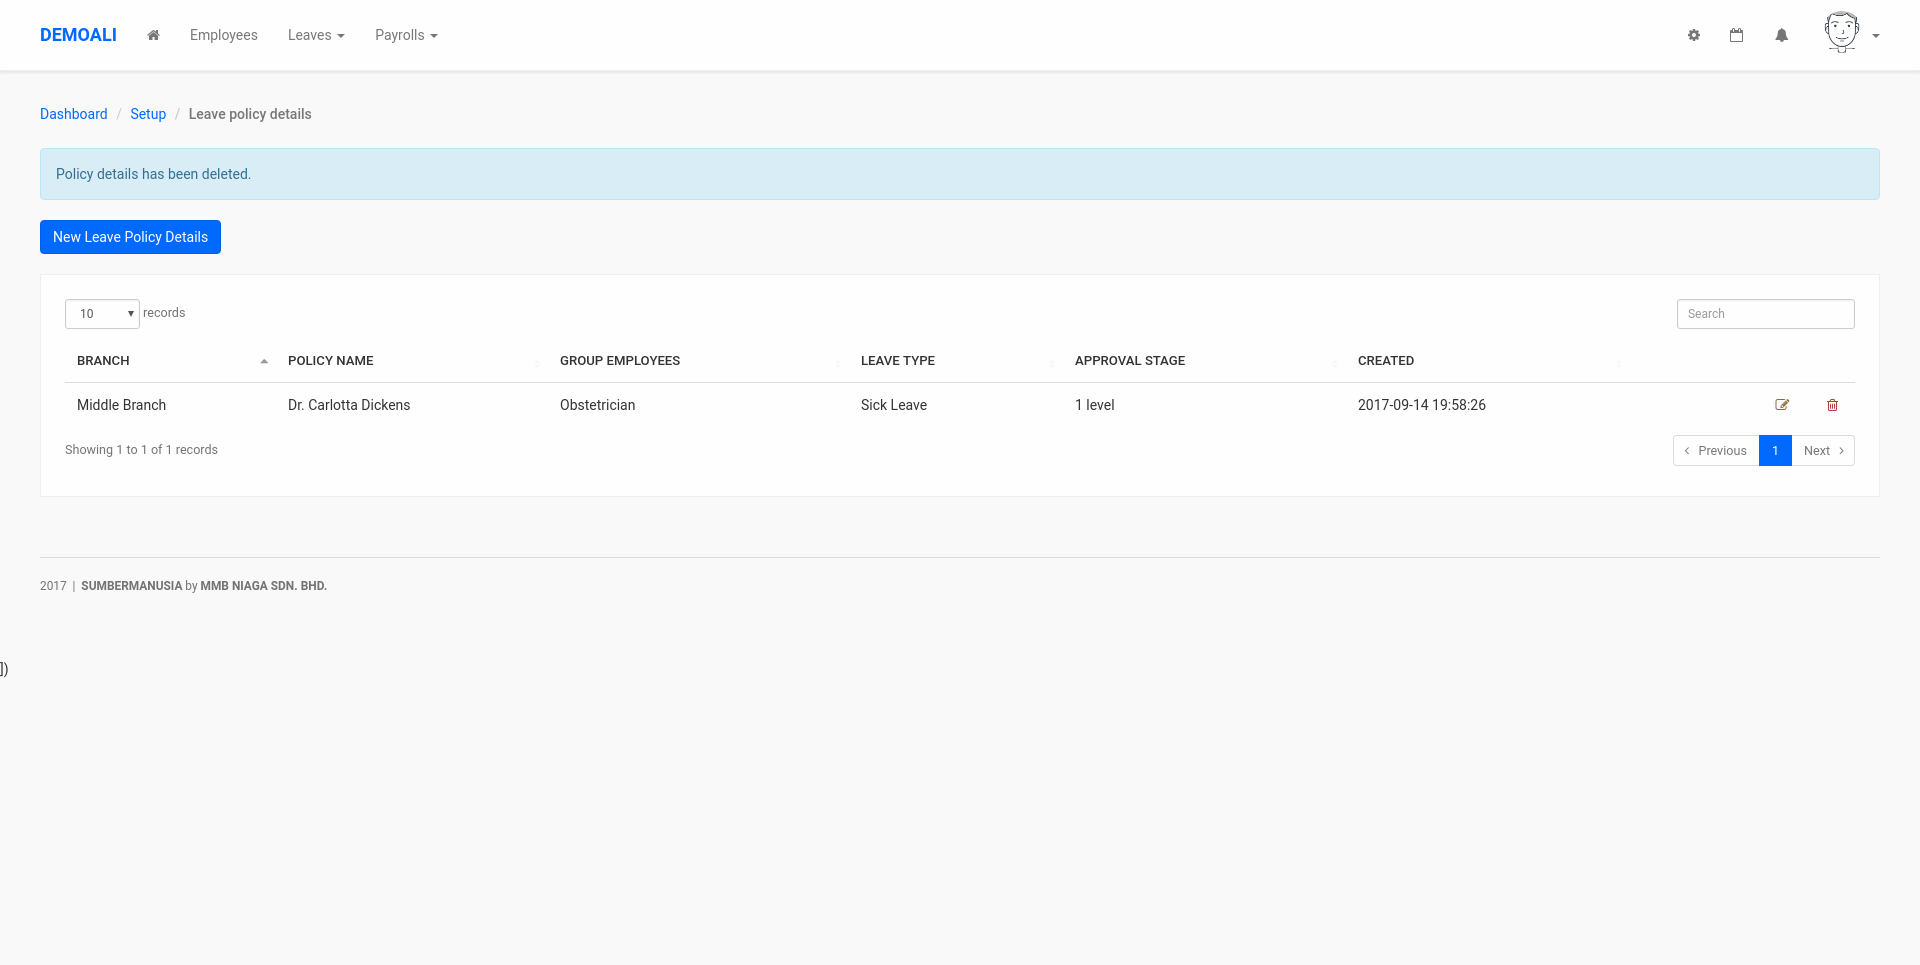 DEMOALI Employees Leaves Payrolls
Dashboard / Setup / Leave policy details
Policy details has been deleted.
New Leave Policy Details
10 records Search
BRANCH POLICY NAME GROUP EMPLOYEES LEAVE TYPE APPROVAL STAGE CREATED
Middle Branch Dr. Carlotta Dickens Obstetrician Sick Leave 1 level 2017-09-14 19:58:26
Showing 1 to 1 of 1 records Previous 1 Next
2017 | SUMBERMANUSIA by MMB NIAGA SDN. BHD.
])